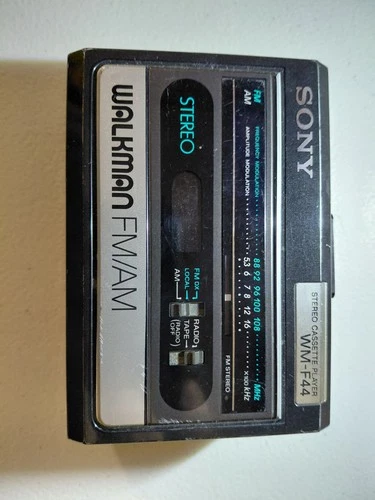 SONY
STEREO CASSETTE PLAYER
WM-F44
FM FREQUENCY MODULATION 88 92 96 100 108 MHz
AM AMPLITUDE MODULATION 53 6 7 8 12 16 X100 kHz
FM STEREO
STEREO
FM DX
LOCAL
AM
RADIO
TAPE
(RADIO OFF)
WALKMAN FM/AM